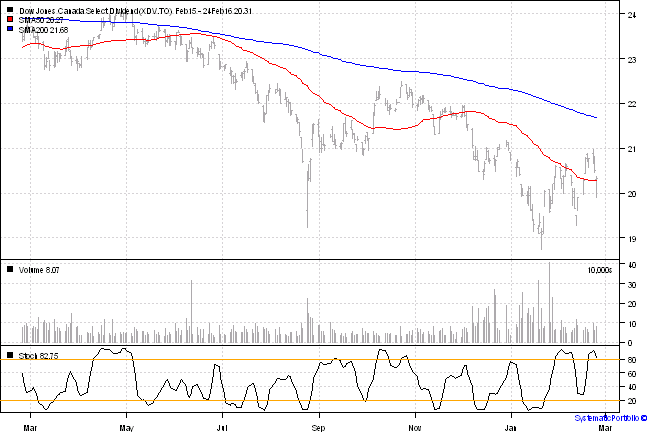 Dow Jones Canada Select Dividend(XDV.TO) Feb15 - 24Feb16 20.31
SMA50 20.27
SMA200 21.68
24
23
22
21
20
19
Volume 8.07
10,000s
40
30
20
10
0
Stoch 82.75
80
60
40
20
Mar
May
Jul
Sep
Nov
Jan
Mar
SystematicPortfolio ©